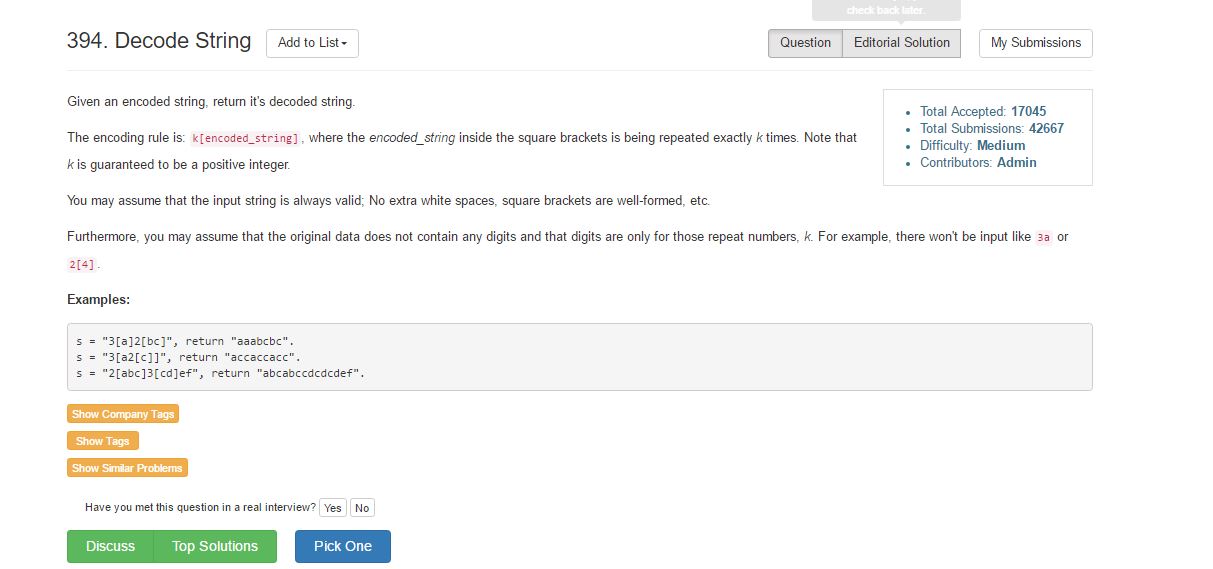 check back later.
394. Decode String Add to List
Question Editorial Solution My Submissions
Given an encoded string, return it's decoded string.
The encoding rule is: k[encoded_string], where the encoded_string inside the square brackets is being repeated exactly k times. Note that
k is guaranteed to be a positive integer.
You may assume that the input string is always valid; No extra white spaces, square brackets are well-formed, etc.
Furthermore, you may assume that the original data does not contain any digits and that digits are only for those repeat numbers, k. For example, there won't be input like 3a or
2[4].
Total Accepted: 17045
Total Submissions: 42667
Difficulty: Medium
Contributors: Admin
Examples:
s = "3[a]2[bc]", return "aaabcbc".
s = "3[a2[c]]", return "accaccacc".
s = "2[abc]3[cd]ef", return "abcabccdcdcdef".
Show Company Tags
Show Tags
Show Similar Problems
Have you met this question in a real interview? Yes No
Discuss Top Solutions Pick One